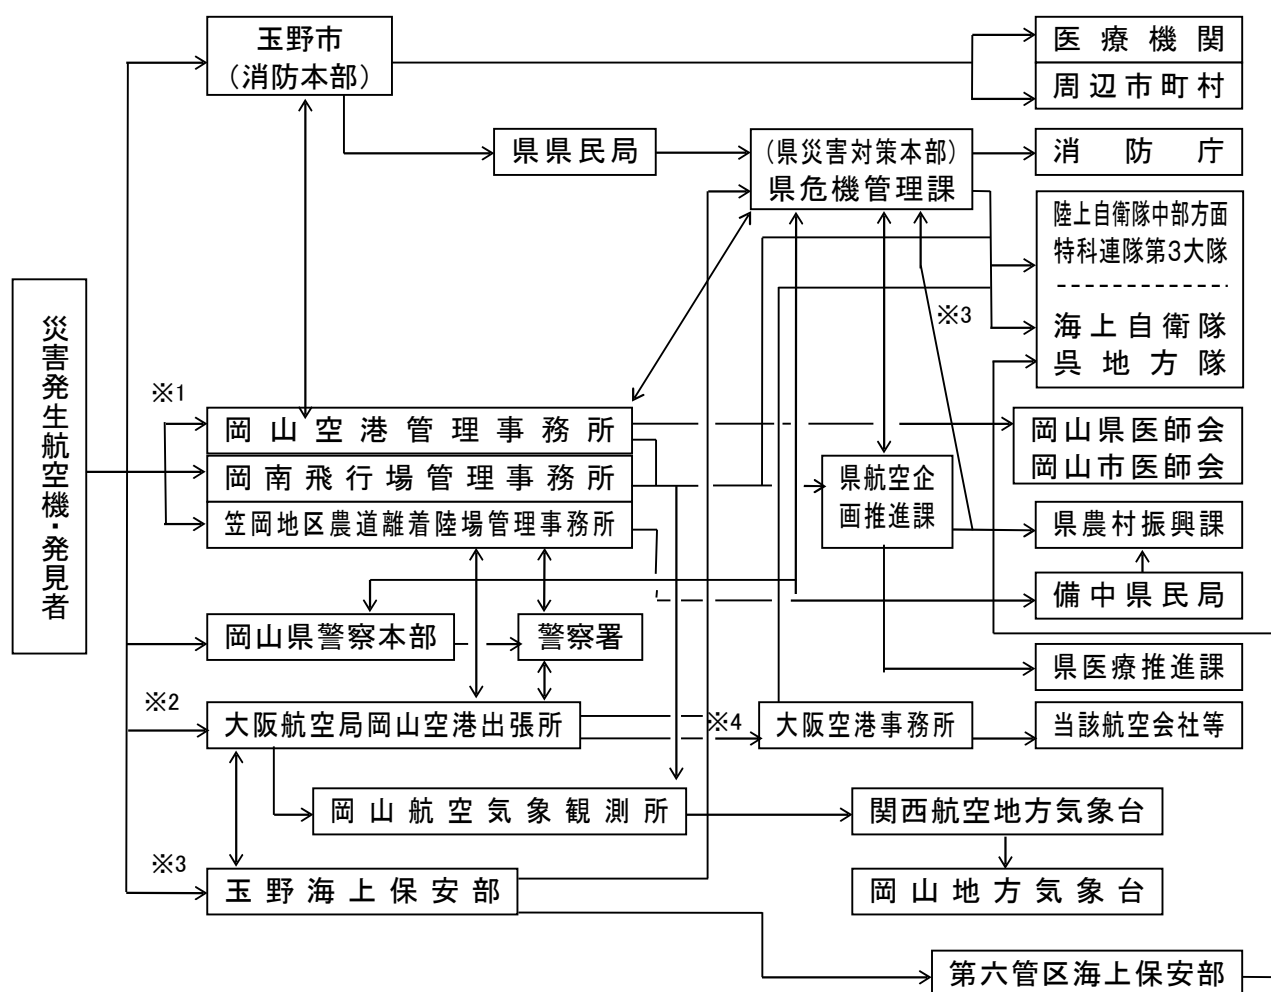 玉野市
（消防本部）
医療機関
周辺市町村
県県民局
（県災害対策本部）
県危機管理課
消防庁
陸上自衛隊中部方面
特科連隊第３大隊
海上自衛隊
呉地方隊
※3
災害発生航空機・発見者
※1
岡山空港管理事務所
岡南飛行場管理事務所
笠岡地区農道離着陸場管理事務所
岡山県医師会
岡山市医師会
県航空企
画推進課
県農村振興課
備中県民局
岡山県警察本部
警察署
県医療推進課
※2
大阪航空局岡山空港出張所
※4
大阪空港事務所
当該航空会社等
岡山航空気象観測所
関西航空地方気象台
※3
玉野海上保安部
岡山地方気象台
第六管区海上保安部